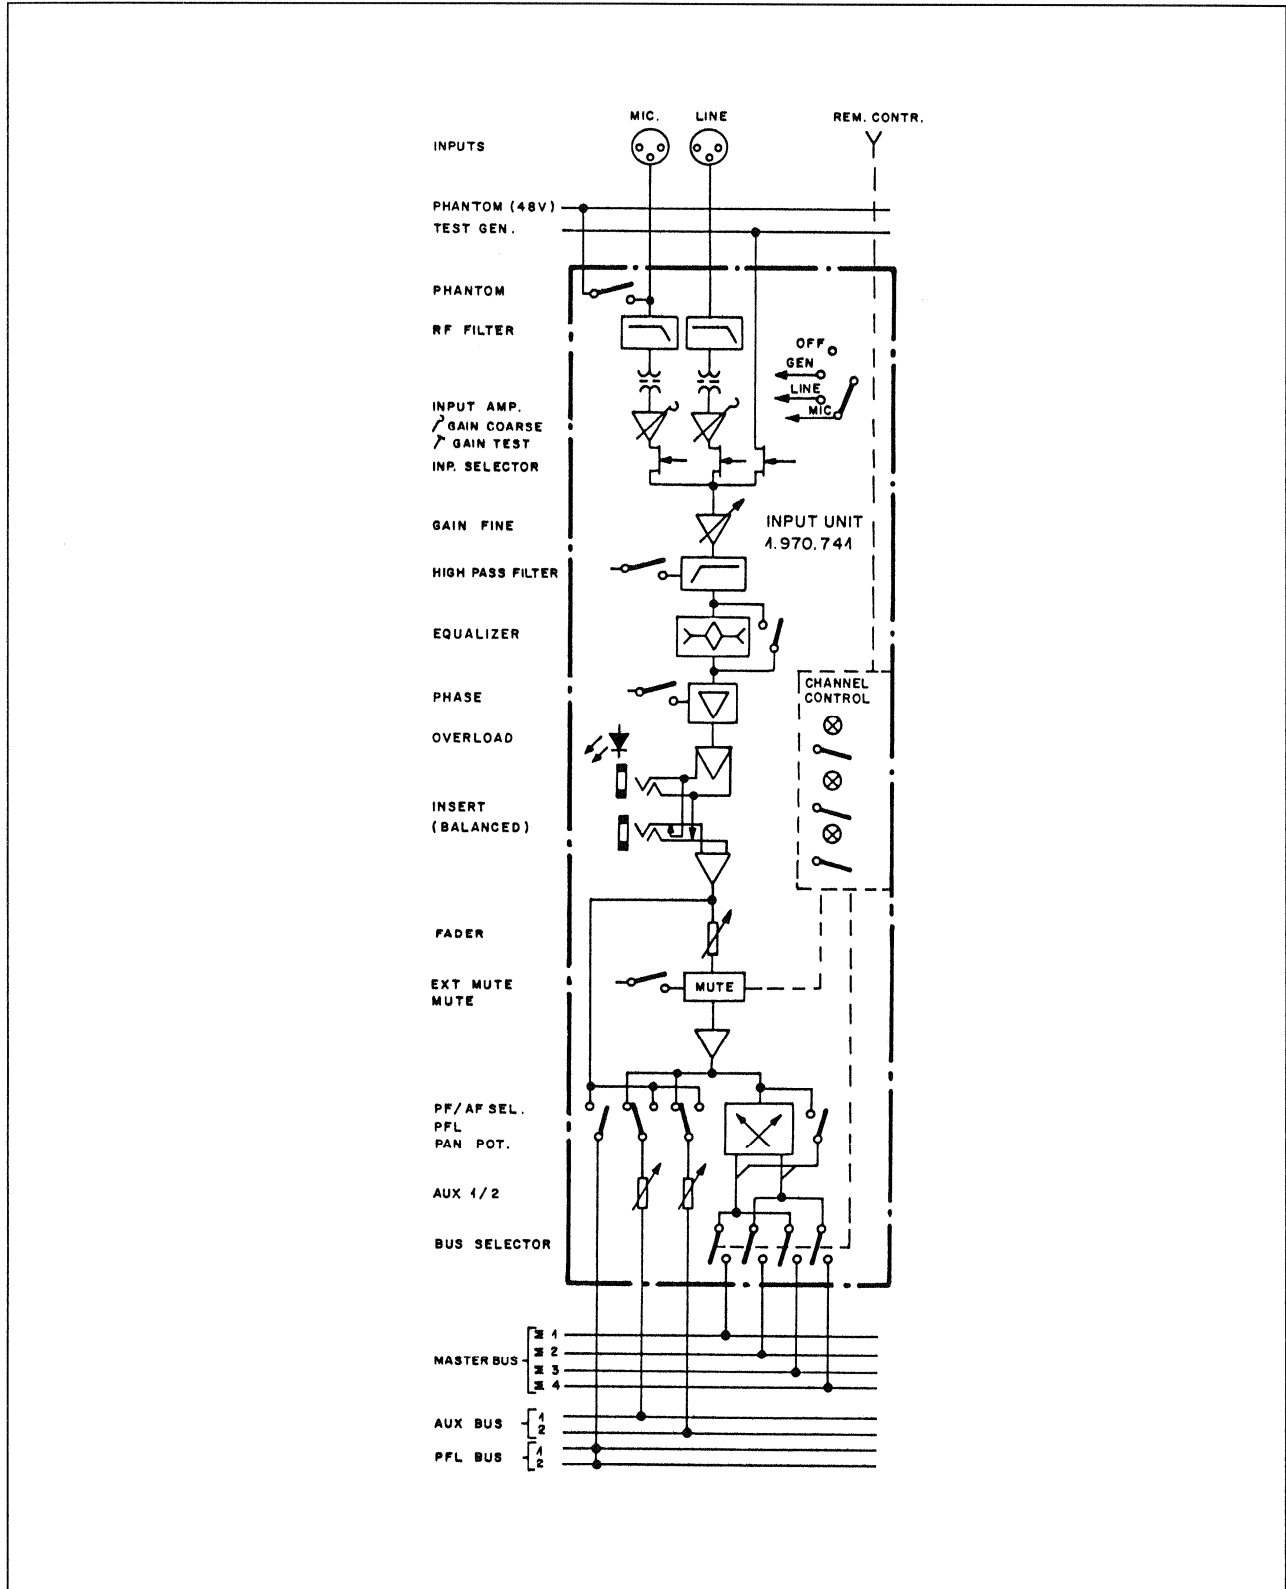 MIC. LINE REM. CONTR.
INPUTS
PHANTOM (48V)
TEST GEN.
PHANTOM
RF FILTER
OFF
GEN
LINE
MIC
INPUT AMP.
GAIN COARSE
GAIN TEST
INP. SELECTOR
GAIN FINE
INPUT UNIT
1.970.741
HIGH PASS FILTER
EQUALIZER
PHASE
CHANNEL
CONTROL
OVERLOAD
INSERT
(BALANCED)
FADER
EXT MUTE
MUTE
MUTE
PF/AF SEL.
PFL
PAN POT.
AUX 1/2
BUS SELECTOR
MASTER BUS
M 1
M 2
M 3
M 4
AUX BUS
1
2
PFL BUS
1
2